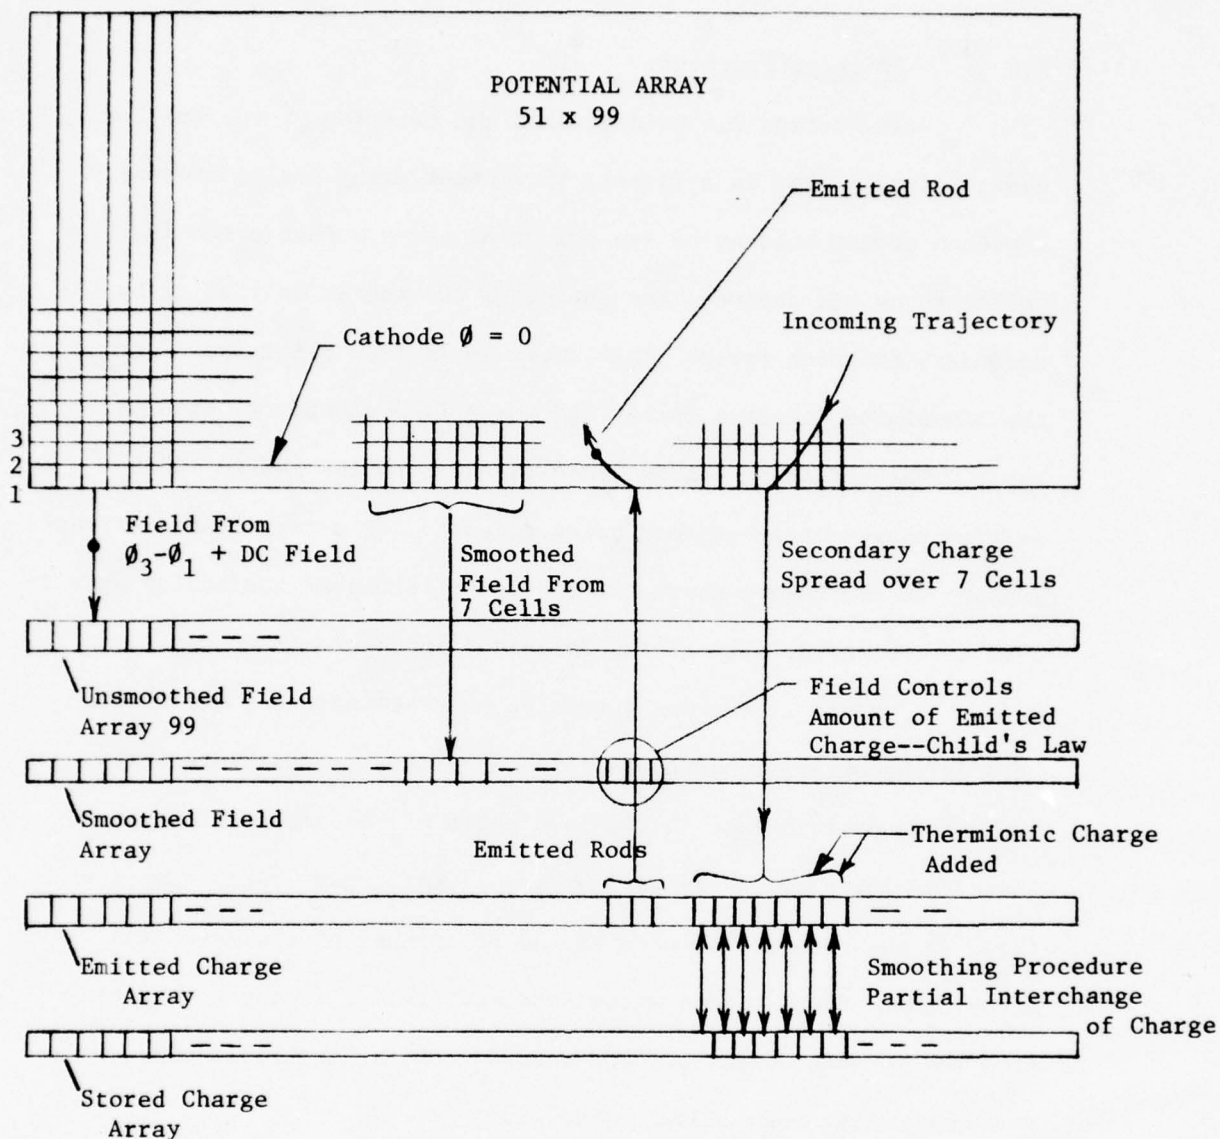 POTENTIAL ARRAY
51 x 99
Emitted Rod
Incoming Trajectory
Cathode Ø = 0
3
2
1
Field From
Ø3-Ø1 + DC Field
Smoothed
Field From
7 Cells
Secondary Charge
Spread over 7 Cells
Unsmoothed Field
Array 99
Field Controls
Amount of Emitted
Charge--Child's Law
Smoothed Field
Array
Emitted Rods
Thermionic Charge
Added
Emitted Charge
Array
Smoothing Procedure
Partial Interchange
of Charge
Stored Charge
Array